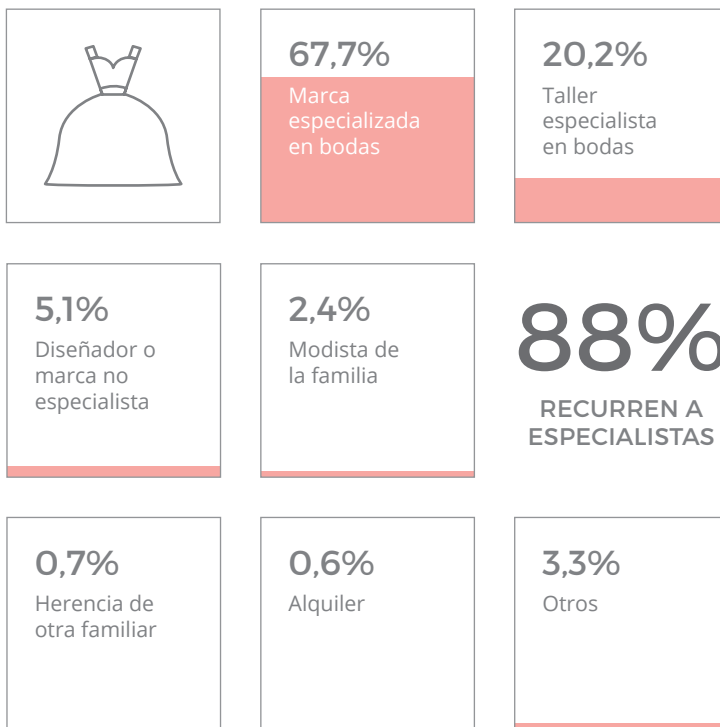 67,7%
Marca
especializada
en bodas
20,2%
Taller
especialista
en bodas
5,1%
Diseñador o
marca no
especialista
2,4%
Modista de
la familia
88%
RECURREN A
ESPECIALISTAS
0,7%
Herencia de
otra familiar
0,6%
Alquiler
3,3%
Otros